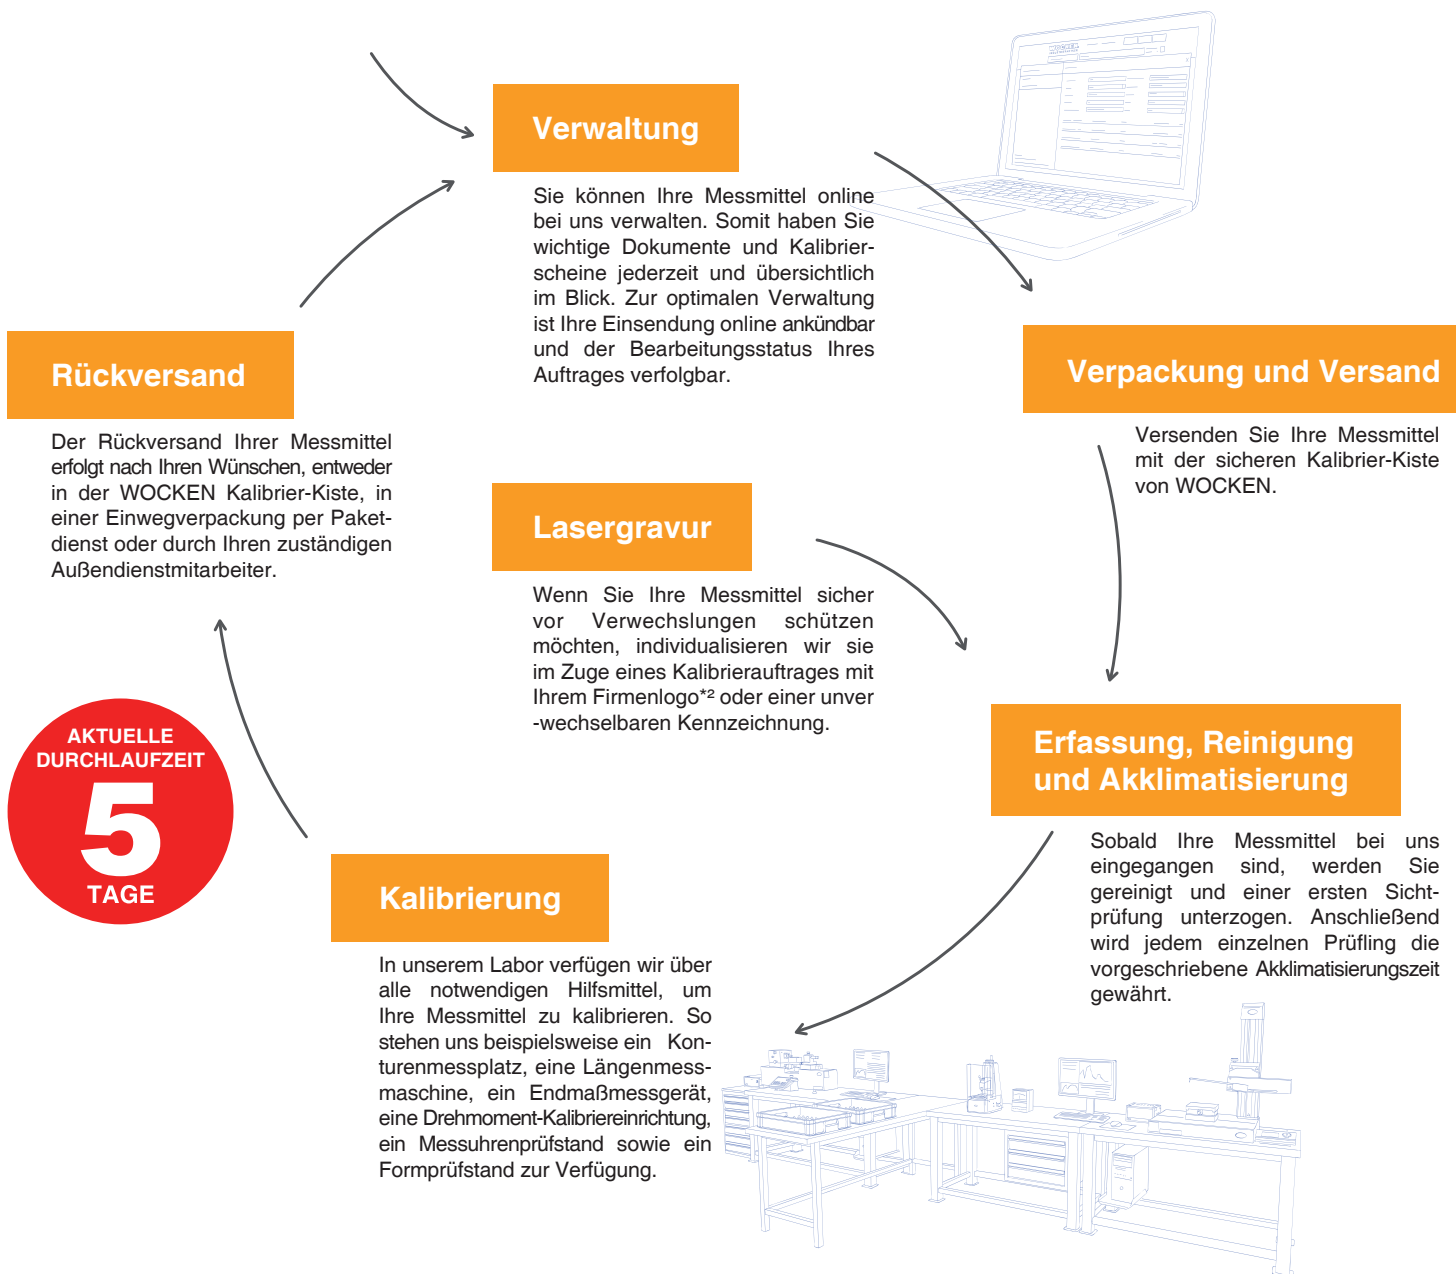 Verwaltung
Sie können Ihre Messmittel online
bei uns verwalten. Somit haben Sie
wichtige Dokumente und Kalibrier-
scheine jederzeit und übersichtlich
im Blick. Zur optimalen Verwaltung
ist Ihre Einsendung online ankündbar
und der Bearbeitungsstatus Ihres
Auftrages verfolgbar.
Verpackung und Versand
Versenden Sie Ihre Messmittel
mit der sicheren Kalibrier-Kiste
von WOCKEN.
Rückversand
Der Rückversand Ihrer Messmittel
erfolgt nach Ihren Wünschen, entweder
in der WOCKEN Kalibrier-Kiste, in
einer Einwegverpackung per Paket-
dienst oder durch Ihren zuständigen
Außendienstmitarbeiter.
Lasergravur
Wenn Sie Ihre Messmittel sicher
vor Verwechslungen schützen
möchten, individualisieren wir sie
im Zuge eines Kalibrierauftrages mit
Ihrem Firmenlogo*² oder einer unver
-wechselbaren Kennzeichnung.
Erfassung, Reinigung
und Akklimatisierung
Sobald Ihre Messmittel bei uns
eingegangen sind, werden Sie
gereinigt und einer ersten Sicht-
prüfung unterzogen. Anschließend
wird jedem einzelnen Prüfling die
vorgeschriebene Akklimatisierungszeit
gewährt.
AKTUELLE
DURCHLAUFZEIT
5
TAGE
Kalibrierung
In unserem Labor verfügen wir über
alle notwendigen Hilfsmittel, um
Ihre Messmittel zu kalibrieren. So
stehen uns beispielsweise ein Kon-
turenmessplatz, eine Längenmess-
maschine, ein Endmaßmessgerät,
eine Drehmoment-Kalibriereinrichtung,
ein Messuhrenprüfstand sowie ein
Formprüfstand zur Verfügung.